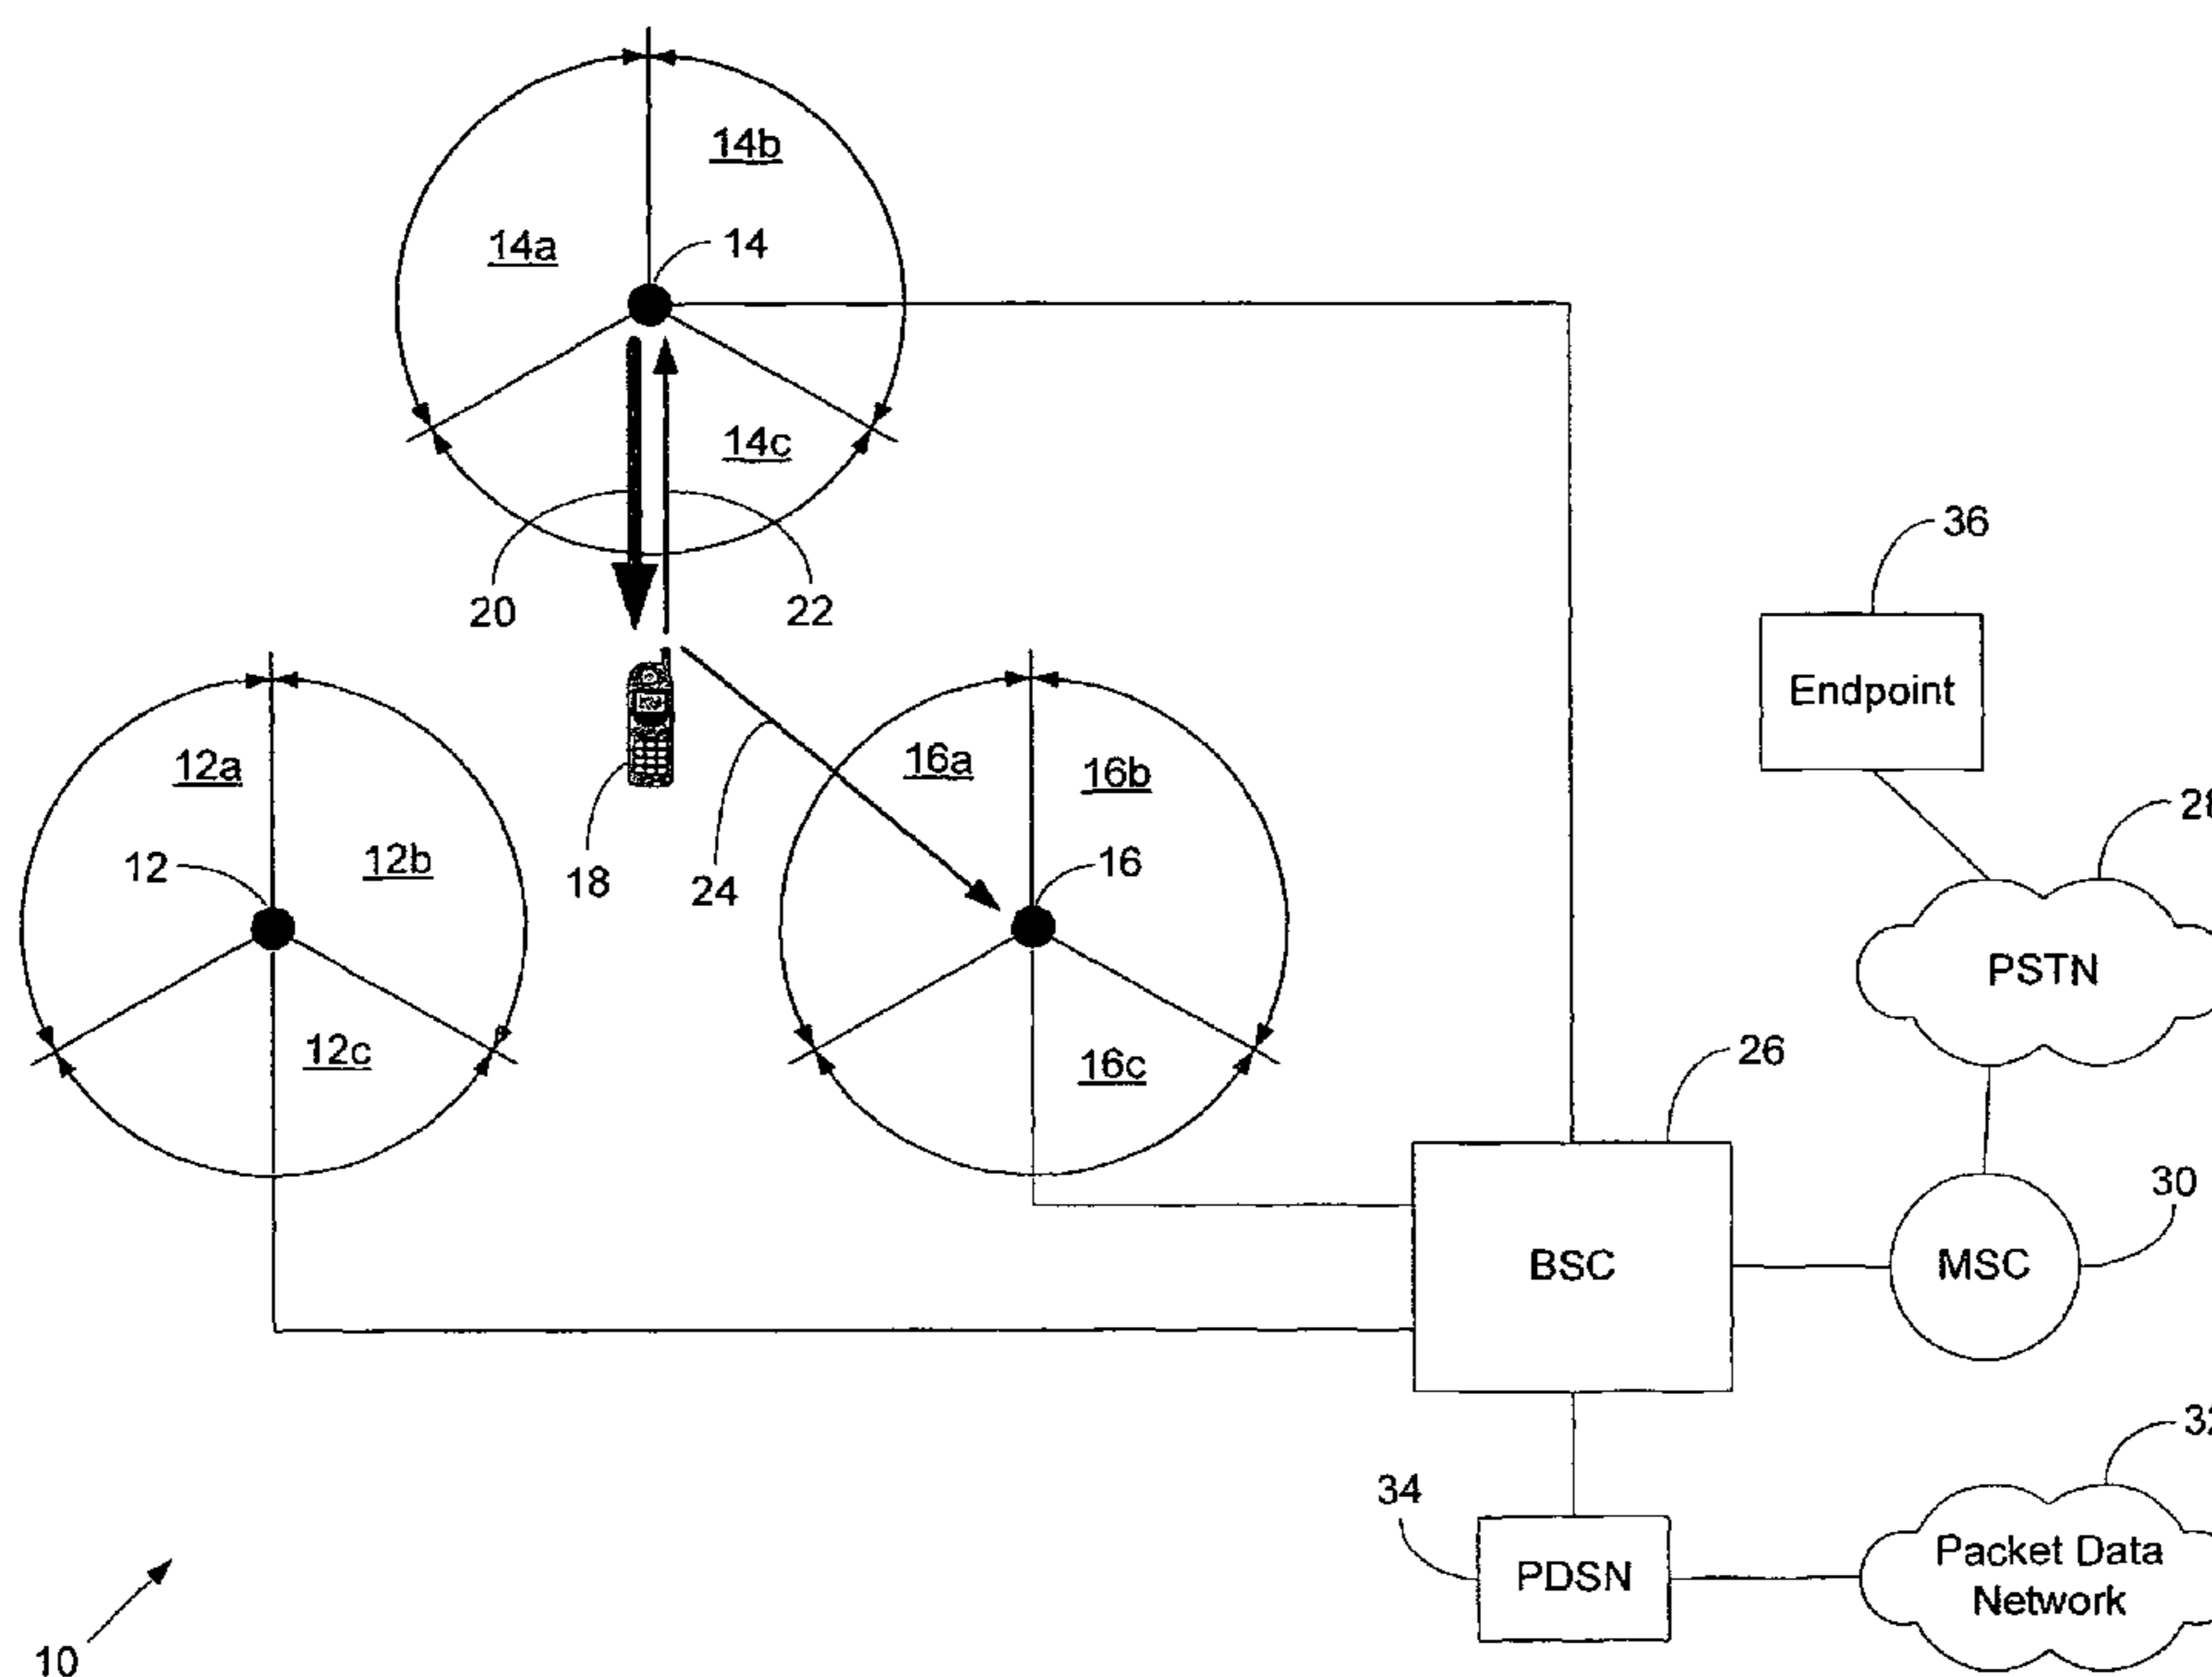 14b
14a
14
14c
20
22
36
Endpoint
12a
12b
12
12c
18
24
16a
16b
16
16c
26
PSTN
BSC
MSC
30
34
PDSN
Packet Data
Network
10